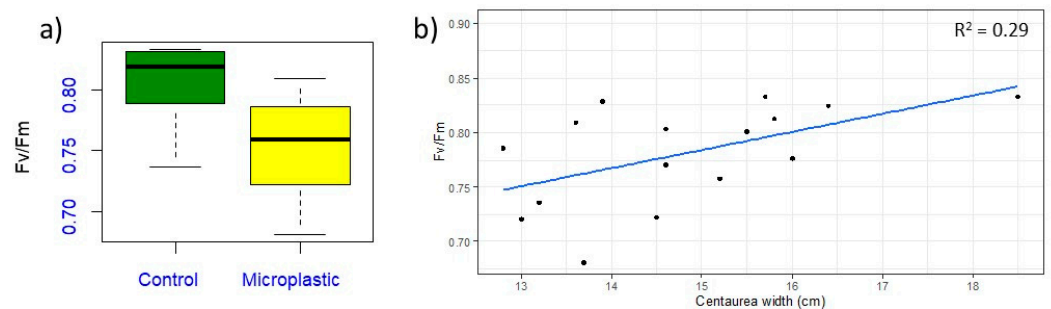 a)
Fv/Fm
0.80
0.75
0.70
Control Microplastic
b)
R² = 0.29
Fv/Fm
0.90
0.85
0.80
0.75
0.70
13 14 15 16 17 18
Centaurea width (cm)